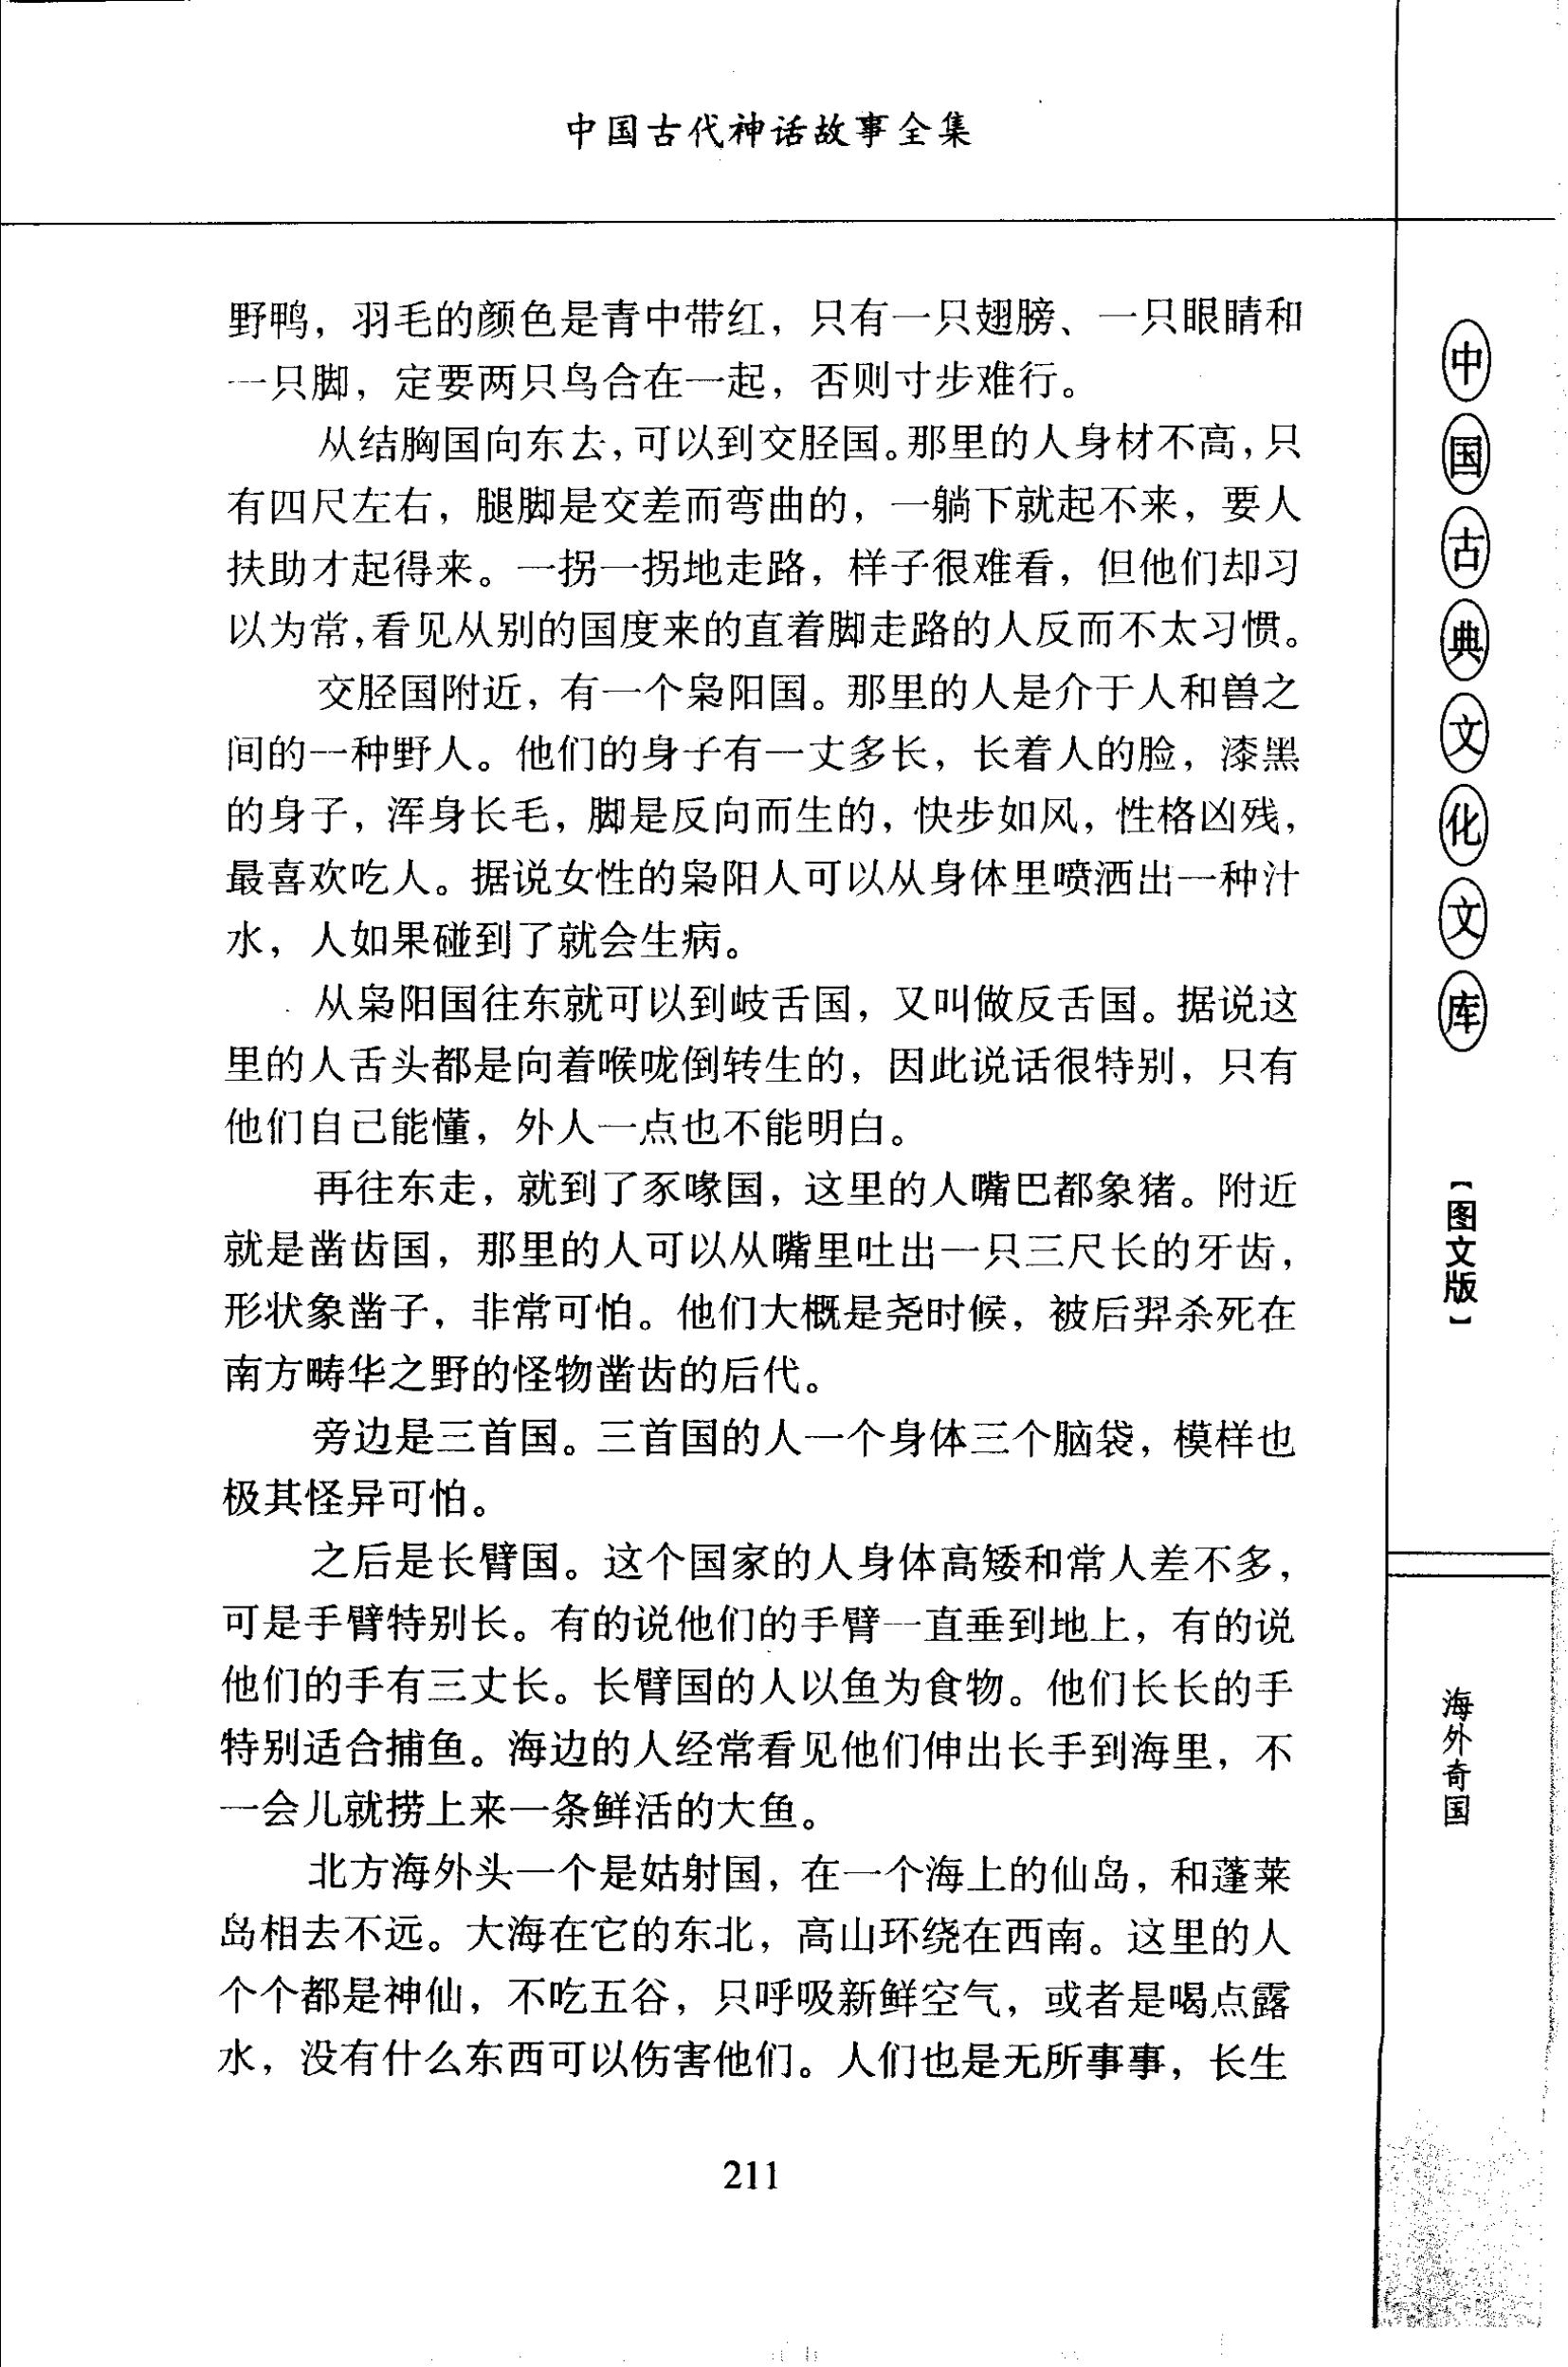 中国古代神话故事全集
野鸭，羽毛的颜色是青中带红，只有一只翅膀、一只眼睛和
一只脚，定要两只鸟合在一起，否则寸步难行。
从结胸国向东去，可以到交胫国。那里的人身材不高，只
有四尺左右，腿脚是交差而弯曲的，一躺下就起不来，要人
扶助才起得来。一拐一拐地走路，样子很难看，但他们却习
以为常，看见从别的国度来的直着脚走路的人反而不太习惯。
交胫国附近，有一个枭阳国。那里的人是介于人和兽之
间的一种野人。他们的身子有一丈多长，长着人的脸，漆黑
的身子，浑身长毛，脚是反向而生的，快步如风，性格凶残，
最喜欢吃人。据说女性的枭阳人可以从身体里喷洒出一种汁
水，人如果碰到了就会生病。
从枭阳国往东就可以到岐舌国，又叫做反舌国。据说这
里的人舌头都是向着喉咙倒转生的，因此说话很特别，只有
他们自己能懂，外人一点也不能明白。
再往东走，就到了豕喙国，这里的人嘴巴都象猪。附近
就是凿齿国，那里的人可以从嘴里吐出一只三尺长的牙齿，
形状象凿子，非常可怕。他们大概是尧时候，被后羿杀死在
南方畴华之野的怪物凿齿的后代。
旁边是三首国。三首国的人一个身体三个脑袋，模样也
极其怪异可怕。
之后是长臂国。这个国家的人身体高矮和常人差不多，
可是手臂特别长。有的说他们的手臂一直垂到地上，有的说
他们的手有三丈长。长臂国的人以鱼为食物。他们长长的手
特别适合捕鱼。海边的人经常看见他们伸出长手到海里，不
一会儿就捞上来一条鲜活的大鱼。
北方海外头一个是姑射国，在一个海上的仙岛，和蓬莱
岛相去不远。大海在它的东北，高山环绕在西南。这里的人
个个都是神仙，不吃五谷，只呼吸新鲜空气，或者是喝点露
水，没有什么东西可以伤害他们。人们也是无所事事，长生
211
中国古典文化文库
【图文版】
海外奇国